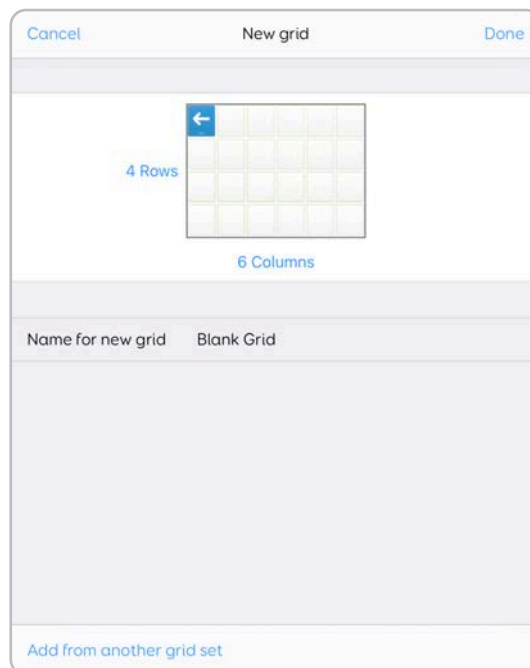 Cancel New grid Done
4 Rows
6 Columns
Name for new grid Blank Grid
Add from another grid set